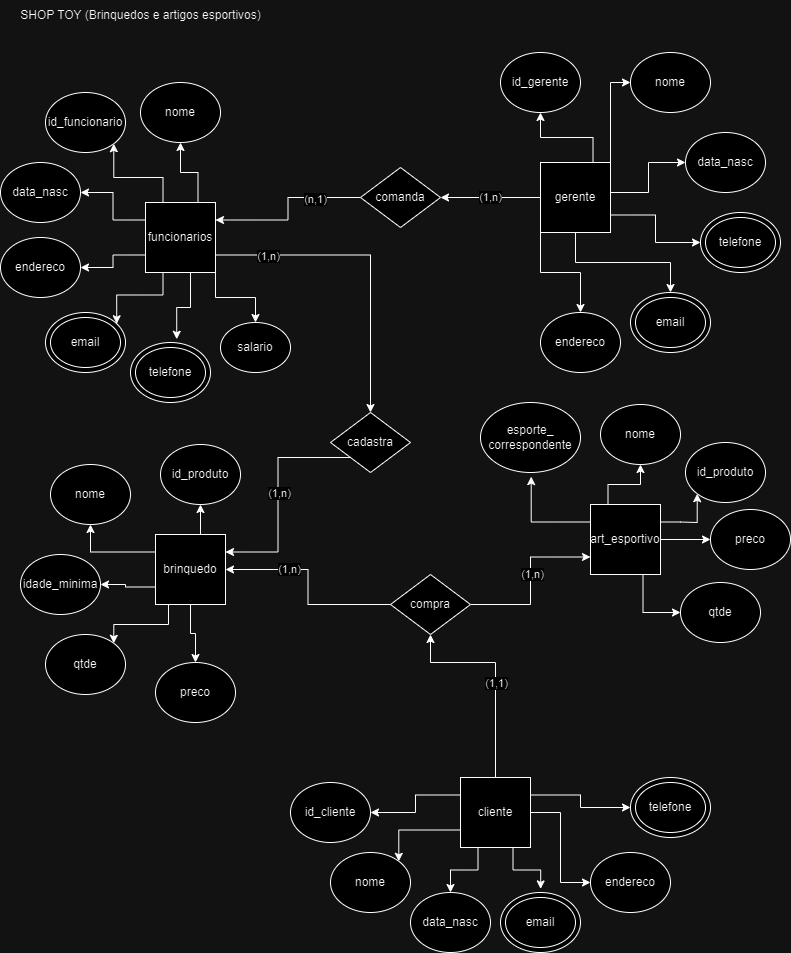 SHOP TOY (Brinquedos e artigos esportivos)
id_gerente
nome
id_funcionario
nome
data_nasc
data_nasc
comanda
(n,1)
(1,n)
gerente
funcionarios
telefone
endereco
(1,n)
email
telefone
salario
email
endereco
cadastra
esporte_
correspondente
nome
id_produto
id_produto
nome
(1,n)
art_esportivo
preco
brinquedo
(1,n)
(1,n)
idade_minima
compra
qtde
qtde
preco
(1,1)
id_cliente
cliente
telefone
nome
endereco
data_nasc
email